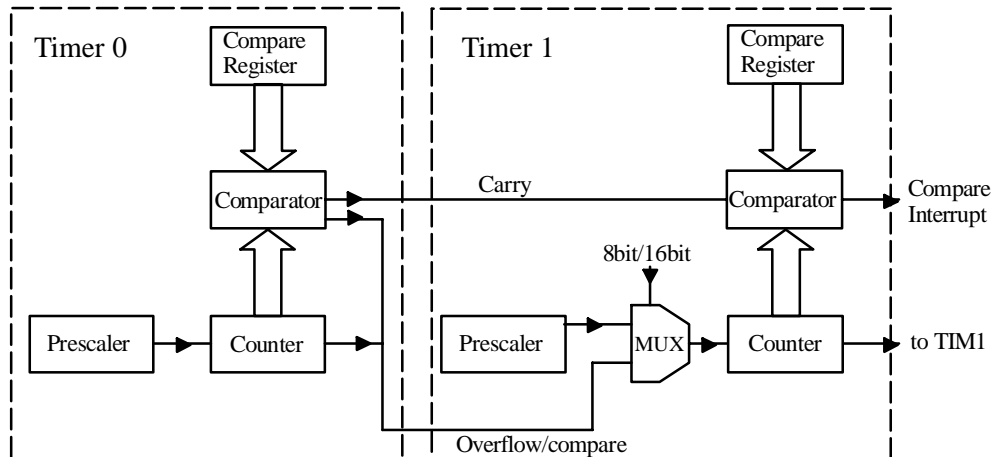 Timer 0
Compare
Register
Comparator
Prescaler
Counter
Timer 1
Compare
Register
Carry
Comparator
Compare
Interrupt
8bit/16bit
Prescaler
MUX
Counter
to TIM1
Overflow/compare